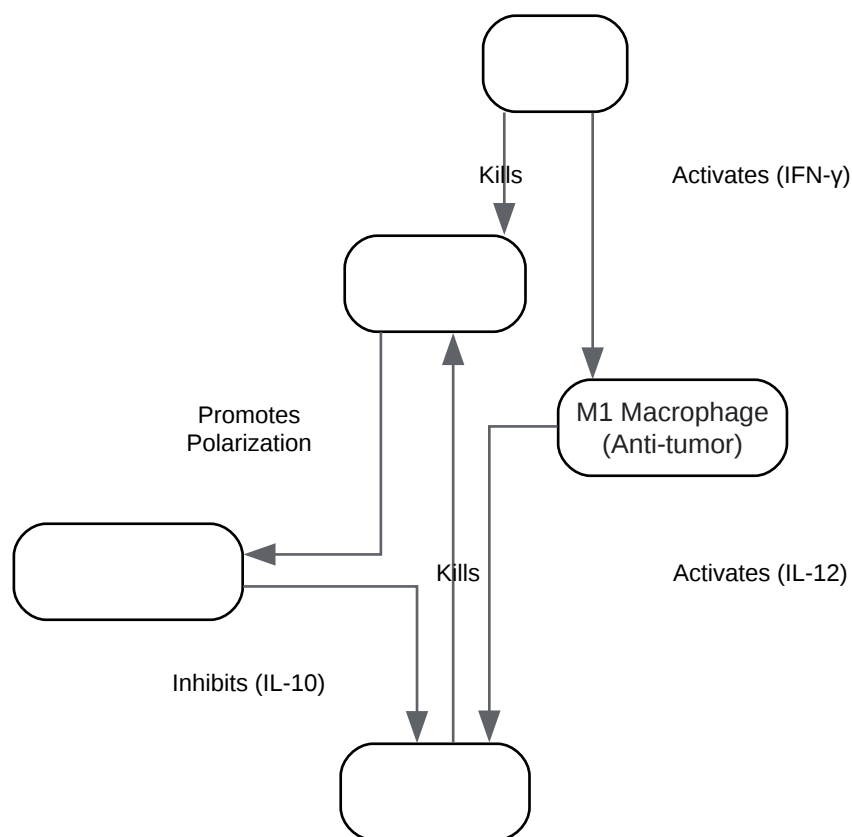 Kills
Activates (IFN-γ)
M1 Macrophage
(Anti-tumor)
Promotes
Polarization
Kills
Activates (IL-12)
Inhibits (IL-10)